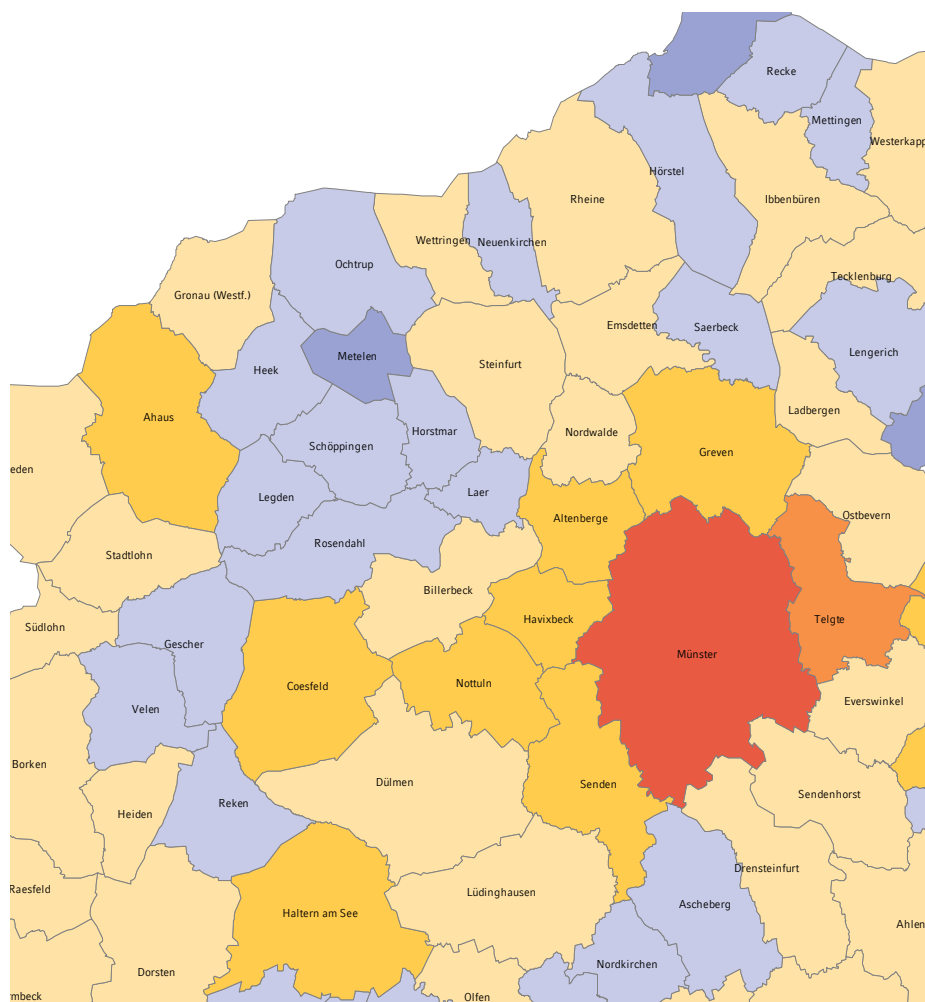 Recke
Mettingen
Westerkapp
Hörstel
Rheine
Ibbenbüren
Wettringen
Neuenkirchen
Ochtrup
Tecklenburg
Gronau (Westf.)
Emsdetten
Saerbeck
Lengerich
Metelen
Steinfurt
Heek
Ladbergen
Ahaus
Horstmar
Nordwalde
Schöppingen
Greven
eden
Laer
Legden
Ostbevern
Altenberge
Rosendahl
Stadtlohn
Billerbeck
Havixbeck
Telgte
Südlohn
Gescher
Münster
Nottuln
Coesfeld
Everswinkel
Velen
Borken
Dülmen
Senden
Sendenhorst
Reken
Heiden
Drensteinfurt
Raesfeld
Lüdinghausen
Ascheberg
Haltern am See
Ahlen
Nordkirchen
Dorsten
mbeck
Olfen